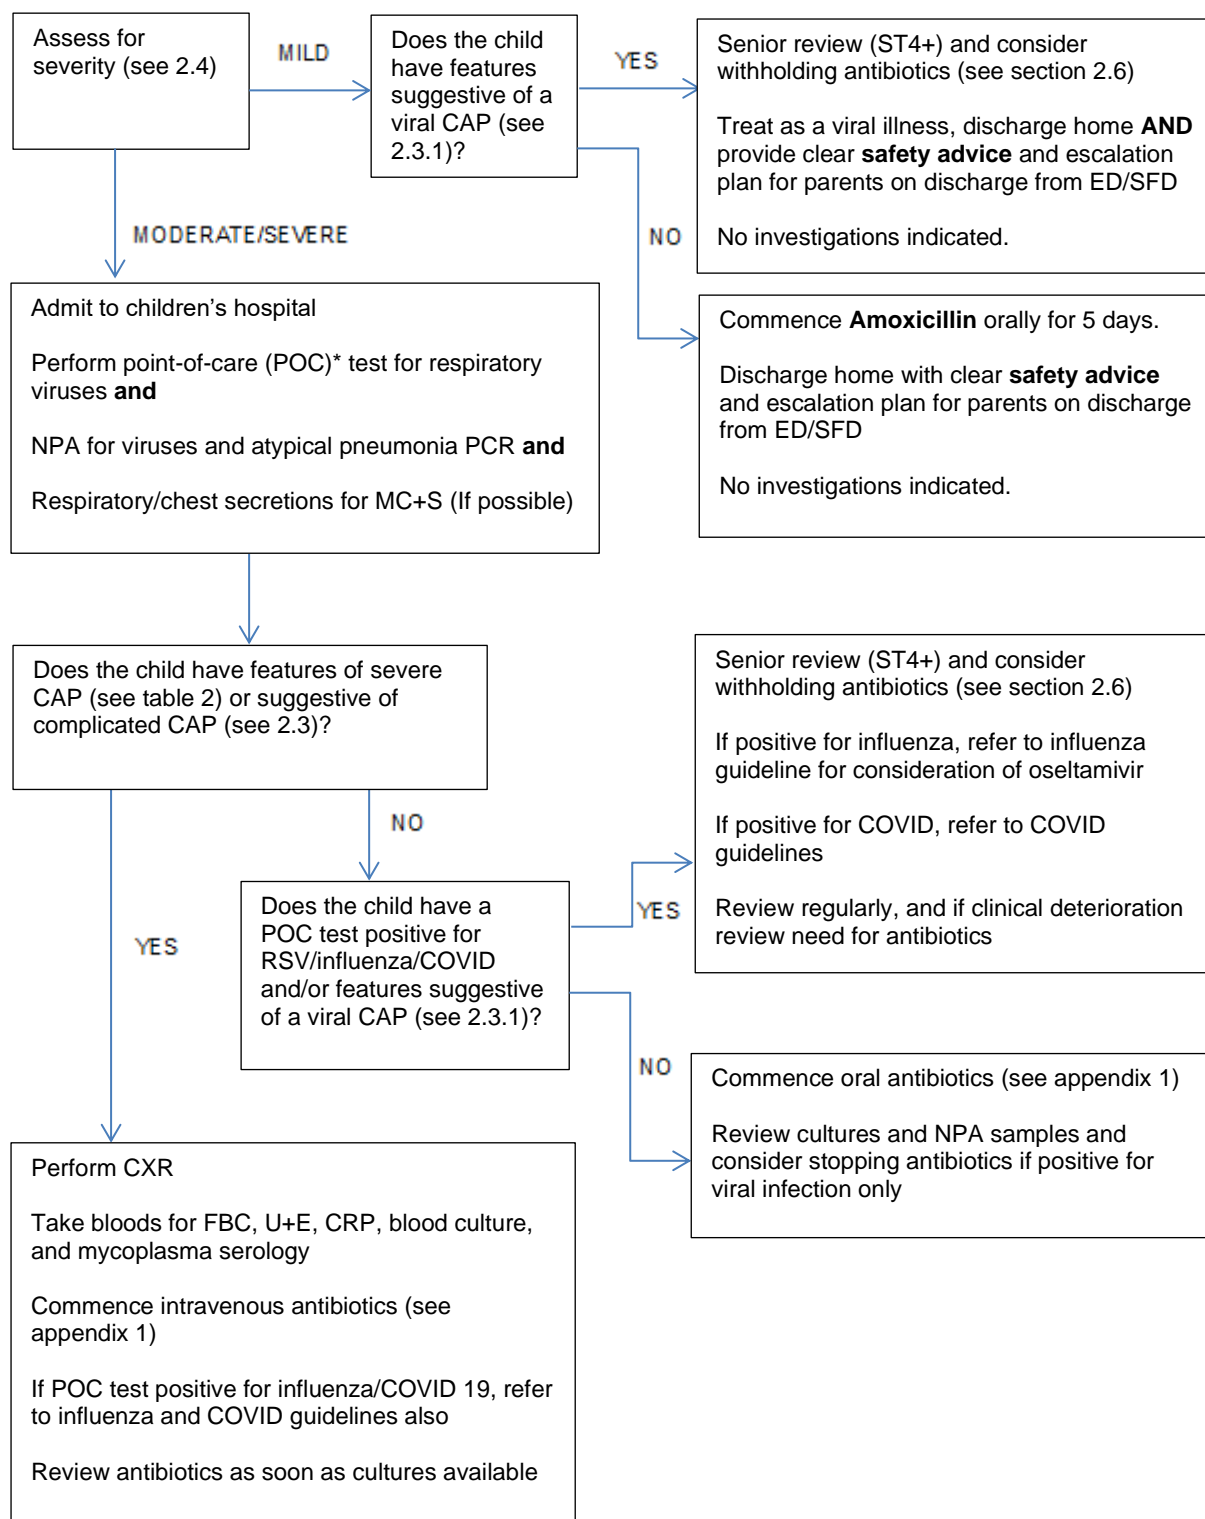 Assess for
severity (see 2.4)
MILD
Does the child
have features
suggestive of a
viral CAP (see
2.3.1)?
YES
Senior review (ST4+) and consider
withholding antibiotics (see section 2.6)
Treat as a viral illness, discharge home AND
provide clear safety advice and escalation
plan for parents on discharge from ED/SFD
No investigations indicated.
NO
Commence Amoxicillin orally for 5 days.
Discharge home with clear safety advice
and escalation plan for parents on discharge
from ED/SFD
No investigations indicated.
MODERATE/SEVERE
Admit to children's hospital
Perform point-of-care (POC)* test for respiratory
viruses and
NPA for viruses and atypical pneumonia PCR and
Respiratory/chest secretions for MC+S (If possible)
Does the child have features of severe
CAP (see table 2) or suggestive of
complicated CAP (see 2.3)?
NO
Does the child have a
POC test positive for
RSV/influenza/COVID
and/or features suggestive
of a viral CAP (see 2.3.1)?
YES
Senior review (ST4+) and consider
withholding antibiotics (see section 2.6)
If positive for influenza, refer to influenza
guideline for consideration of oseltamivir
If positive for COVID, refer to COVID
guidelines
Review regularly, and if clinical deterioration
review need for antibiotics
NO
Commence oral antibiotics (see appendix 1)
Review cultures and NPA samples and
consider stopping antibiotics if positive for
viral infection only
YES
Perform CXR
Take bloods for FBC, U+E, CRP, blood culture,
and mycoplasma serology
Commence intravenous antibiotics (see
appendix 1)
If POC test positive for influenza/COVID 19, refer
to influenza and COVID guidelines also
Review antibiotics as soon as cultures available